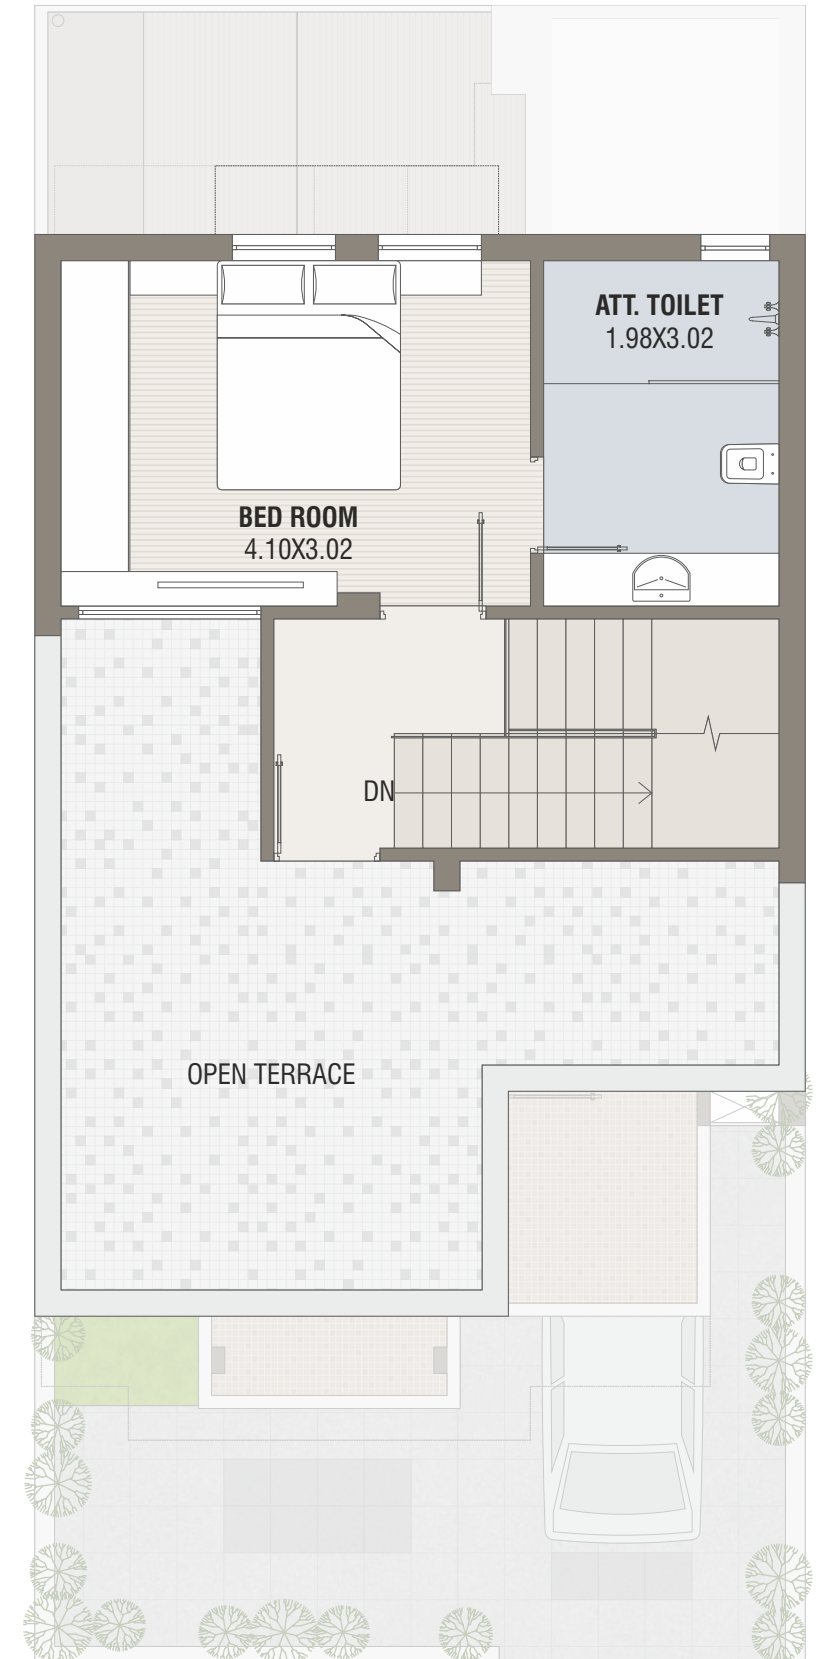 ATT. TOILET
1.98X3.02
BED ROOM
4.10X3.02
DN
OPEN TERRACE